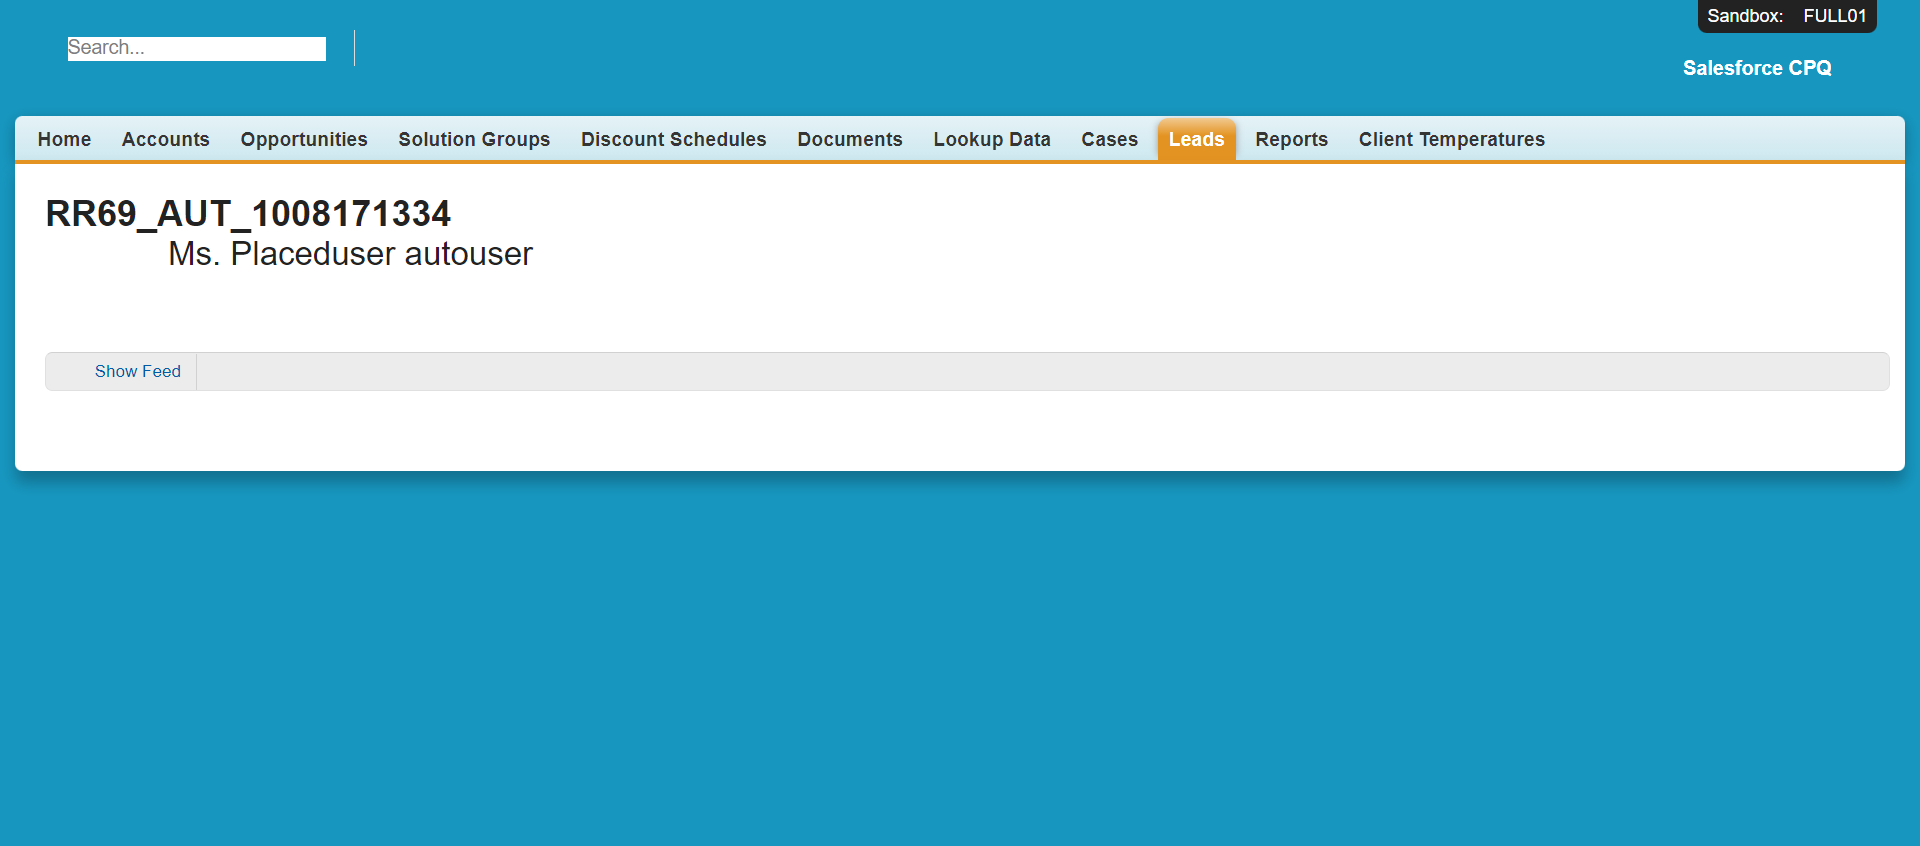 Sandbox: FULL01
Search...
Salesforce CPQ
Home Accounts Opportunities Solution Groups Discount Schedules Documents Lookup Data Cases Leads Reports Client Temperatures
RR69_AUT_1008171334
Ms. Placeduser autouser
Show Feed